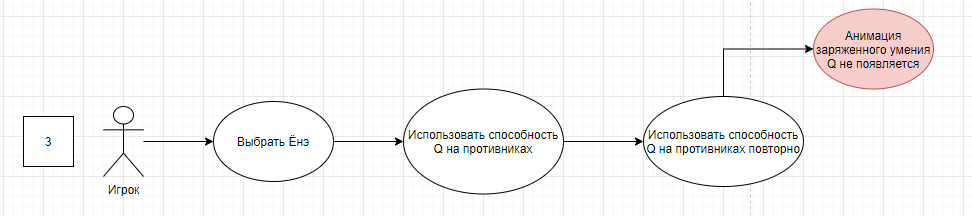 3
Игрок
Выбрать Ёнэ
Использовать способность
Q на противниках
Использовать способность
Q на противниках повторно
Анимация
заряженного умения
Q не появляется